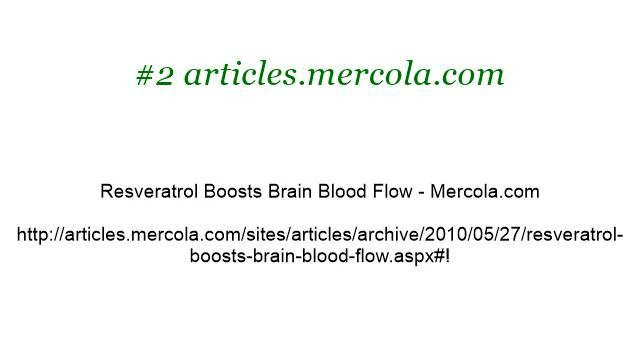 #2 articles.mercola.com
Resveratrol Boosts Brain Blood Flow - Mercola.com
http://articles.mercola.com/sites/articles/archive/2010/05/27/resveratrol-
boosts-brain-blood-flow.aspx#!